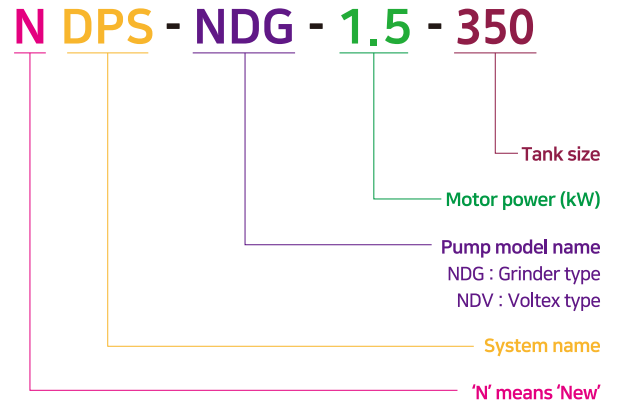 N DPS - NDG - 1.5 - 350
Tank size
Motor power (kW)
Pump model name
NDG : Grinder type
NDV : Voltex type
System name
‘N’ means ‘New’